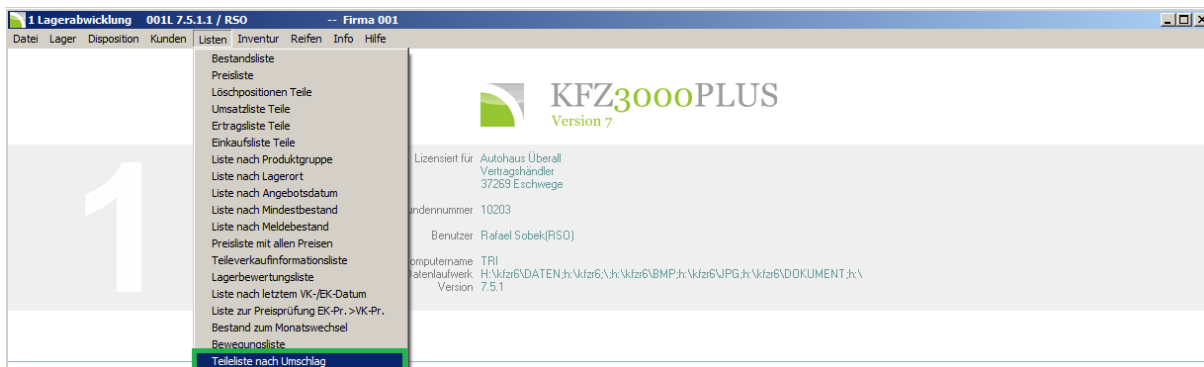 1 Lagerabwicklung 001L 7.5.1.1 / RSO -- Firma 001
Datei Lager Disposition Kunden Listen Inventur Reifen Info Hilfe
Bestandsliste
Preisliste
Löschpositionen Teile
Umsatzliste Teile
Ertragsliste Teile
Einkaufsliste Teile
Liste nach Produktgruppe
Liste nach Lagerort
Liste nach Angebotsdatum
Liste nach Mindestbestand
Liste nach Meldebestand
Preisliste mit allen Preisen
Teileverkaufinformationsliste
Lagerbewertungsliste
Liste nach letztem VK-/EK-Datum
Liste zur Preisprüfung EK-Pr.>VK-Pr.
Bestand zum Monatswechsel
Bewegungsliste
Teileliste nach Umschlag
KFZ3000PLUS
Version 7
1
Lizensiert für Autohaus Überall
Vertragshändler
37269 Eschwege
undennummer 10203
Benutzer Rafael Sobek(RSO)
omputername TRI
Datenlaufwerk H:\kfzr6\DATEN;h:\kfzr6;\;h:\kfzr6\BMP;h:\kfzr6\JPG;h:\kfzr6\DOKUMENT;h:\
Version 7.5.1